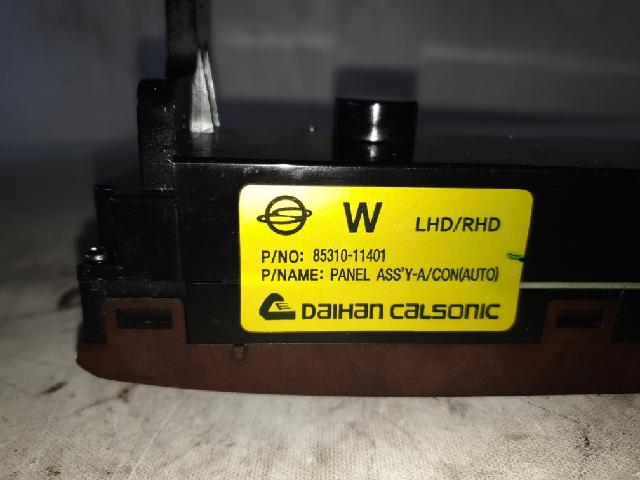 W LHD/RHD
P/NO: 85310-11401
P/NAME: PANEL ASS'Y-A/CON(AUTO)
DAIHAN CALSONIC